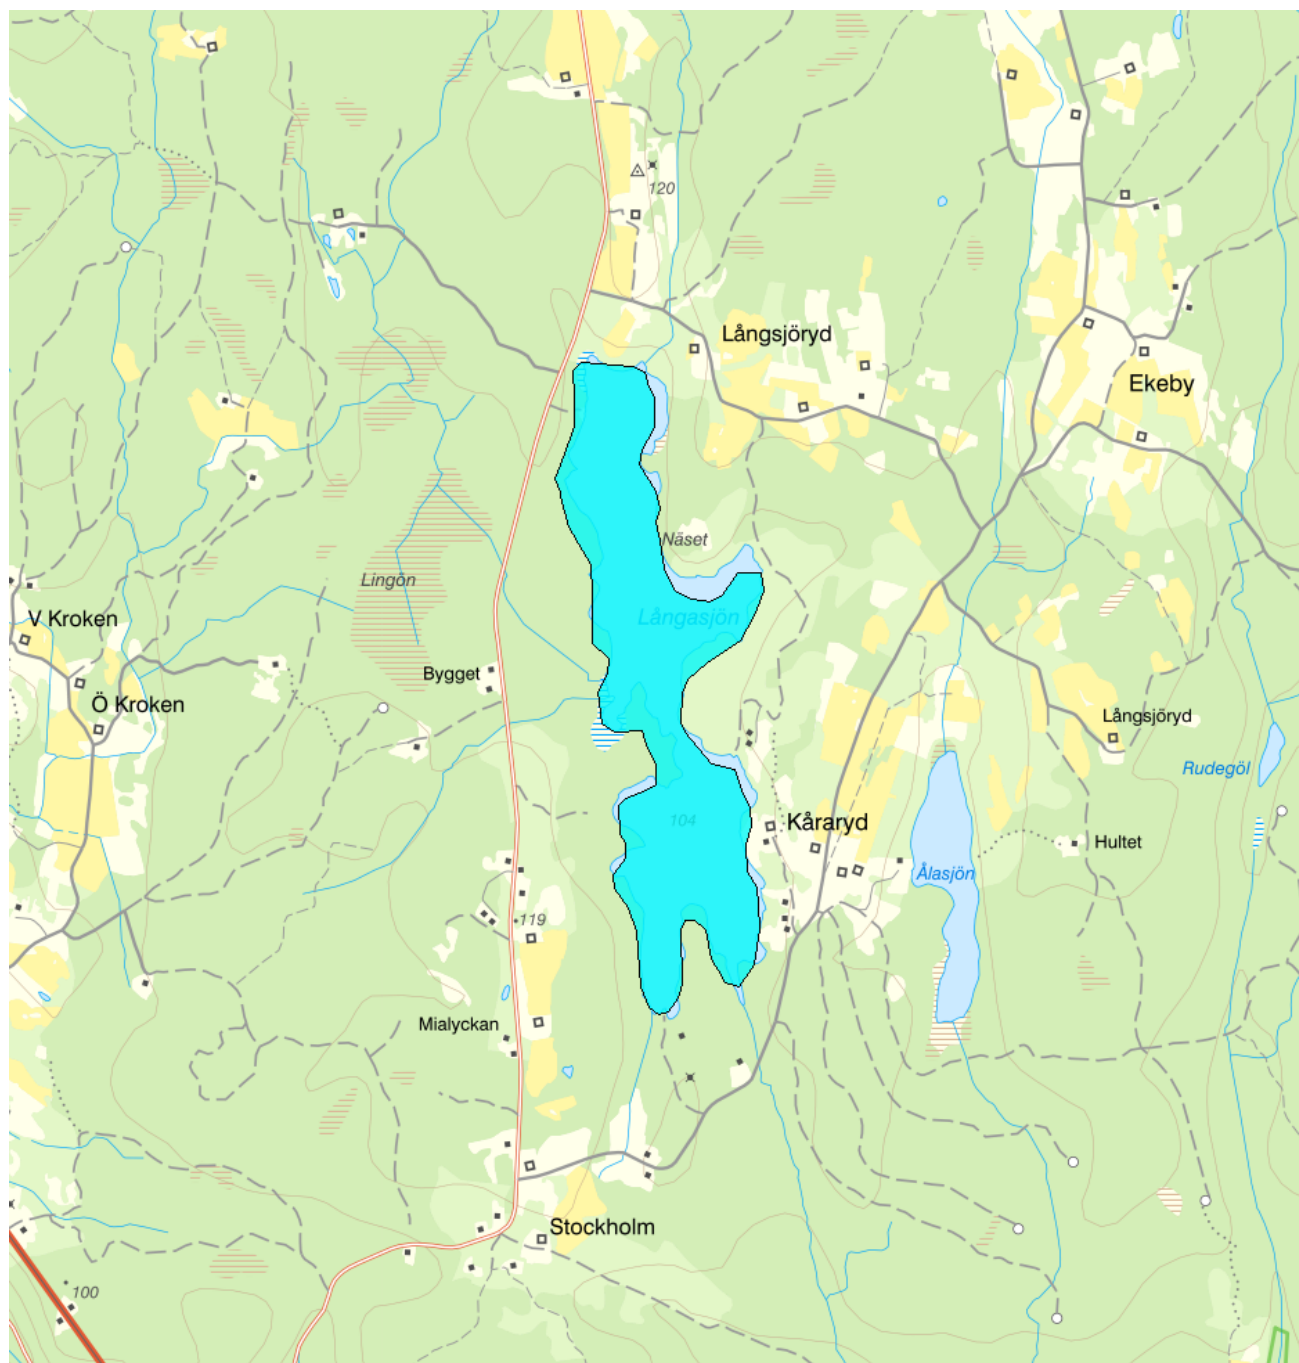 120
Långsjöryd
Ekeby
Näset
Lingön
Långasjön
V Kroken
Bygget
Ö Kroken
Långsjöryd
Rudegöl
104
Kåraryd
Hultet
Ålasjön
119
Mialyckan
Stockholm
100